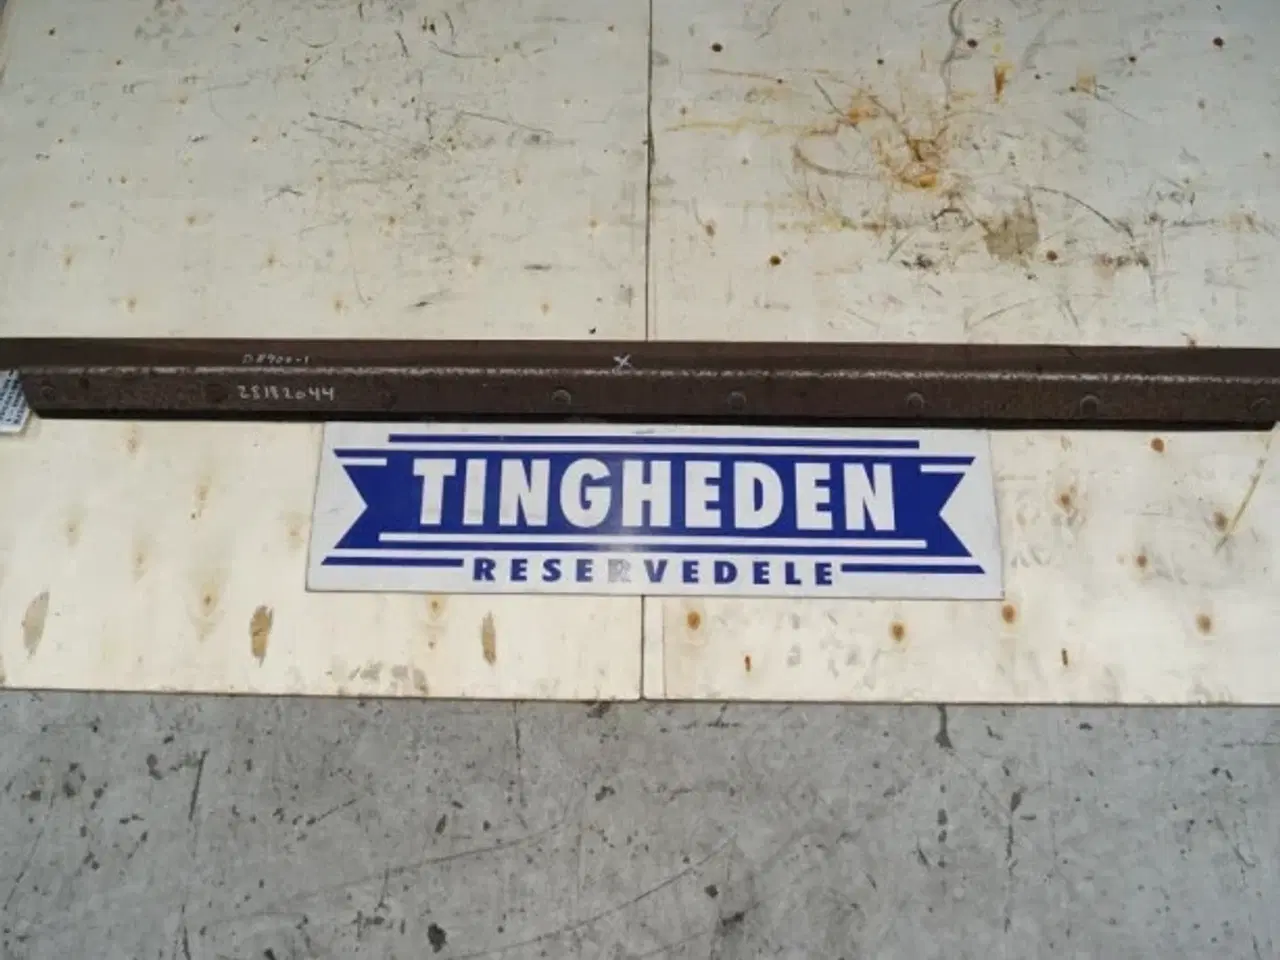 X
28182044
TINGHEDEN
RESERVEDELE